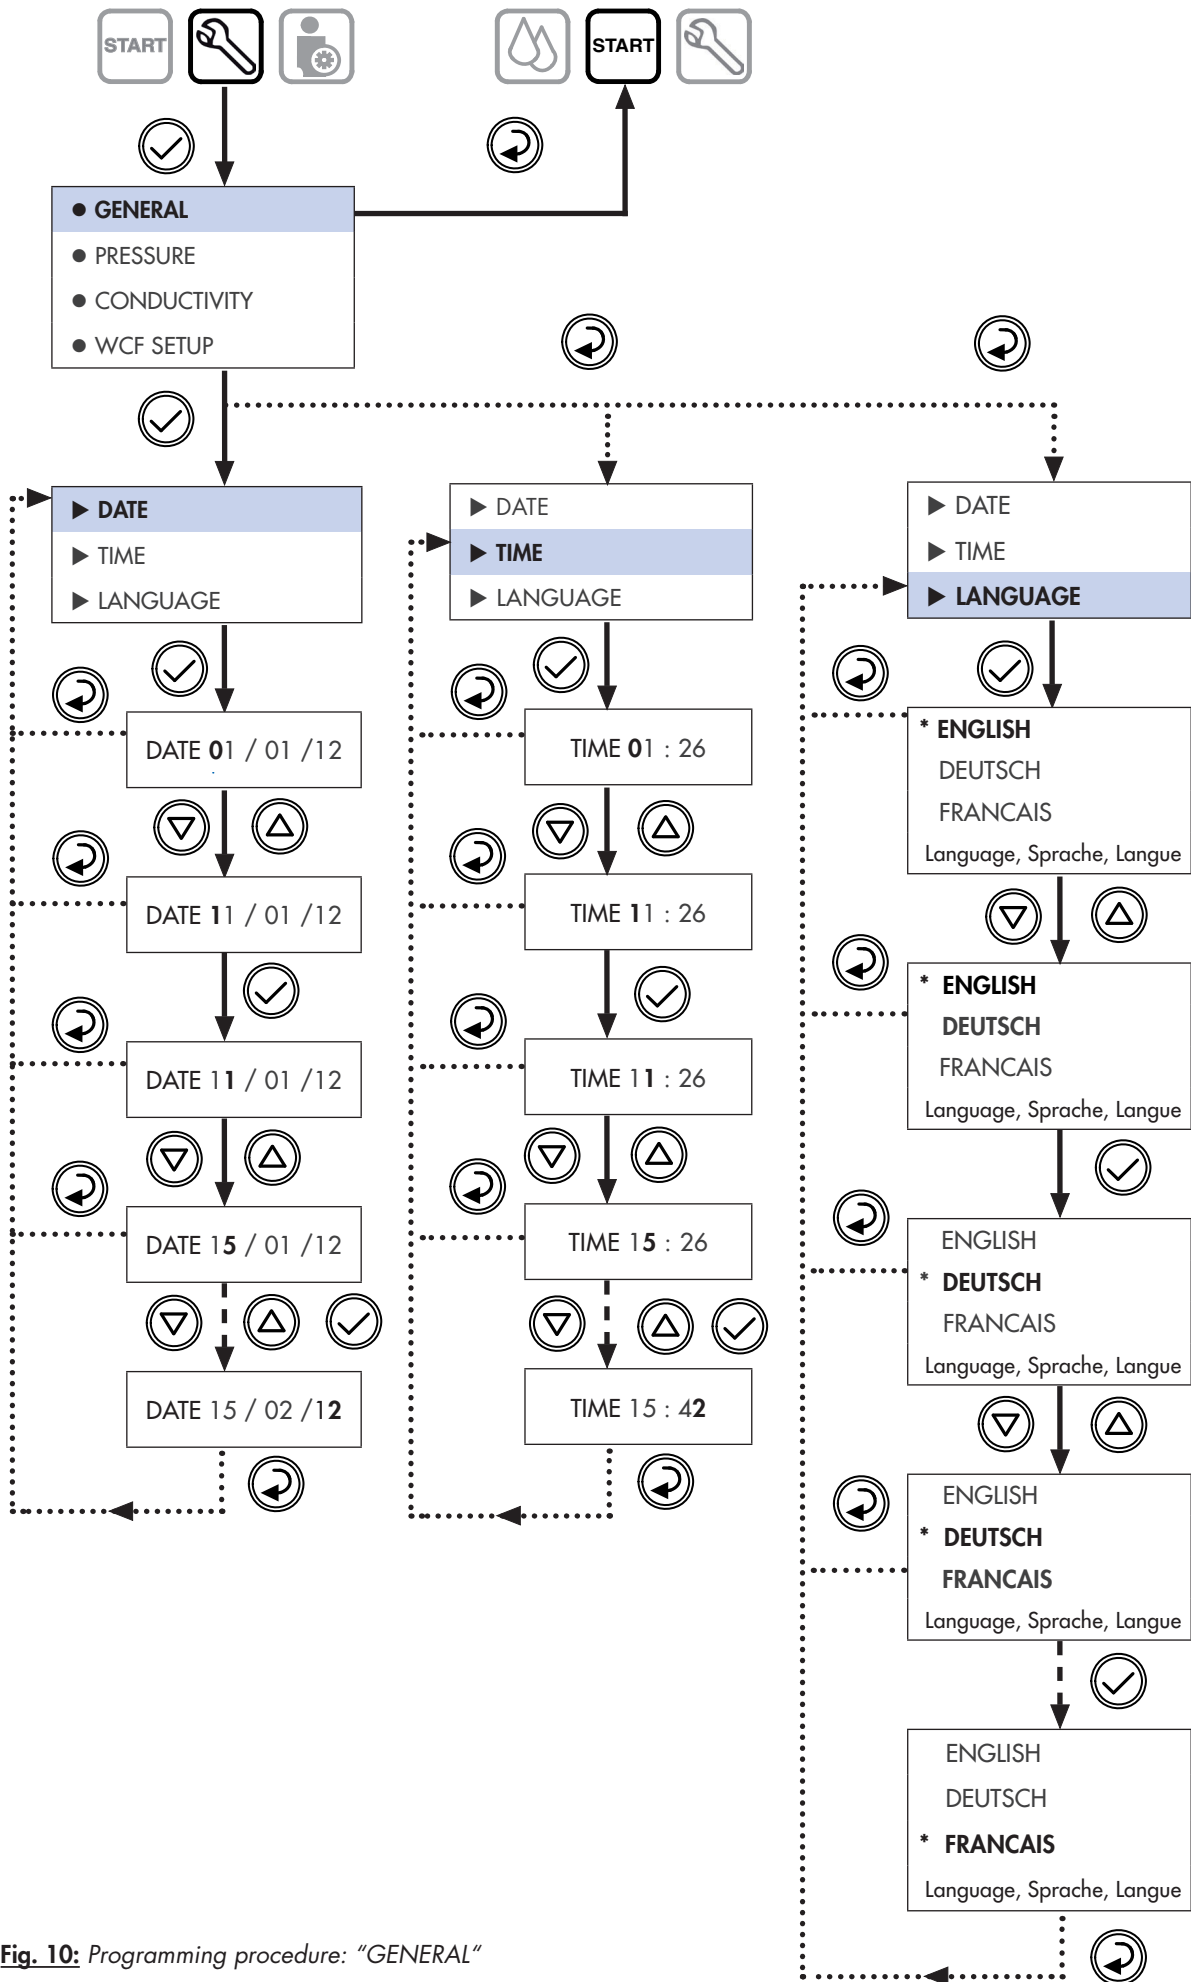 START
START
● GENERAL
● PRESSURE
● CONDUCTIVITY
● WCF SETUP
▶ DATE
▶ TIME
▶ LANGUAGE
DATE 01 / 01 /12
DATE 11 / 01 /12
DATE 11 / 01 /12
DATE 15 / 01 /12
DATE 15 / 02 /12
▶ DATE
▶ TIME
▶ LANGUAGE
TIME 01 : 26
TIME 11 : 26
TIME 11 : 26
TIME 15 : 26
TIME 15 : 42
▶ DATE
▶ TIME
▶ LANGUAGE
* ENGLISH
DEUTSCH
FRANCAIS
Language, Sprache, Langue
* ENGLISH
DEUTSCH
FRANCAIS
Language, Sprache, Langue
ENGLISH
* DEUTSCH
FRANCAIS
Language, Sprache, Langue
ENGLISH
* DEUTSCH
FRANCAIS
Language, Sprache, Langue
ENGLISH
DEUTSCH
* FRANCAIS
Language, Sprache, Langue
Fig. 10: Programming procedure: “GENERAL“